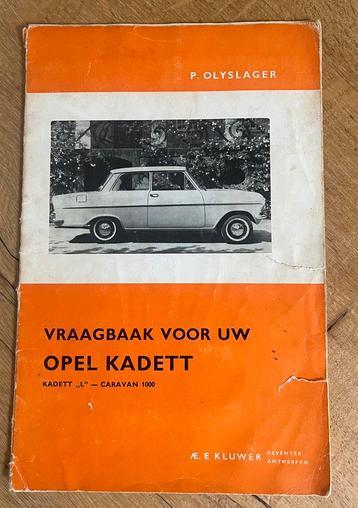 P. OLYSLAGER
VRAAGBAAK VOOR UW
OPEL KADETT
KADETT „L” — CARAVAN 1000
Æ. E KLUWER DEVENTER
ANTWERPEN